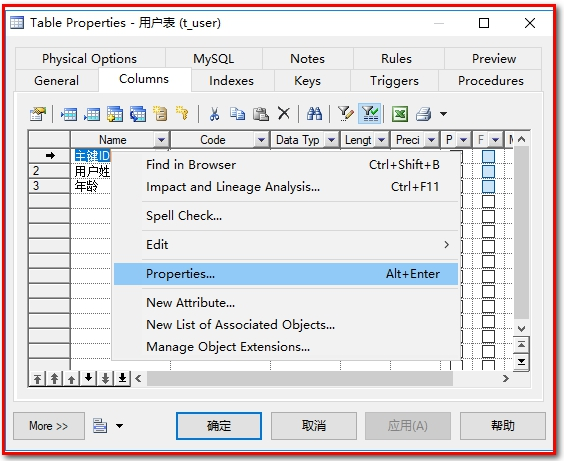 Table Properties - 用户表 (t_user)
Physical Options MySQL Notes Rules Preview
General Columns Indexes Keys Triggers Procedures
Name Code Data Typ Lengt Preci P F M
主鍵ID
2 用户姓
3 年龄
Find in Browser Ctrl+Shift+B
Impact and Lineage Analysis... Ctrl+F11
Spell Check...
Edit
Properties... Alt+Enter
New Attribute...
New List of Associated Objects...
Manage Object Extensions...
More >> 确定 取消 应用(A) 帮助